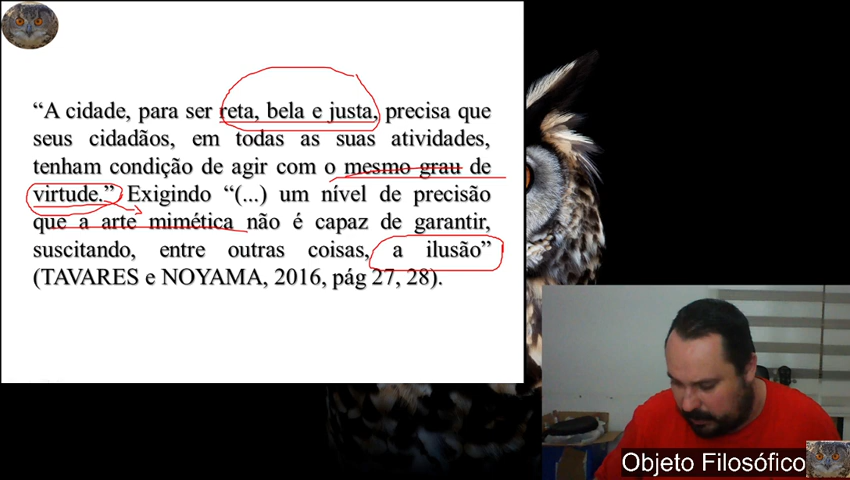 “A cidade, para ser reta, bela e justa, precisa que
seus cidadãos, em todas as suas atividades,
tenham condição de agir com o mesmo grau de
virtude.” Exigindo “(...) um nível de precisão
que a arte mimética não é capaz de garantir,
suscitando, entre outras coisas, a ilusão”
(TAVARES e NOYAMA, 2016, pág 27, 28).
Objeto Filosófico